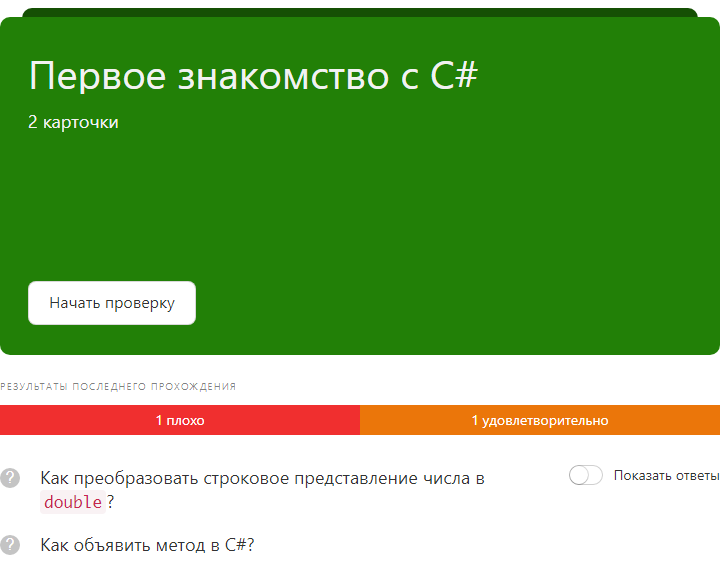 Первое знакомство с C#
2 карточки
Начать проверку
РЕЗУЛЬТАТЫ ПОСЛЕДНЕГО ПРОХОЖДЕНИЯ
1 плохо
1 удовлетворительно
? Как преобразовать строковое представление числа в
double?
Показать ответы
? Как объявить метод в C#?